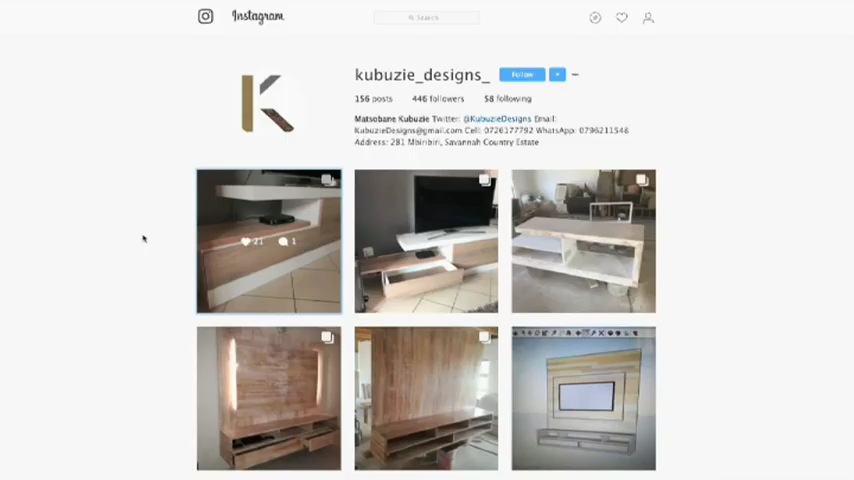 Instagram
Search
kubuzie_designs_
Follow
156 posts 446 followers 58 following
Matsobane Kubuzie Twitter: @KubuzieDesigns Email:
KubuzieDesigns@gmail.com Cell: 0726177792 WhatsApp: 0796211546
Address: 281 Mbiribiri, Savannah Country Estate
K
21 1